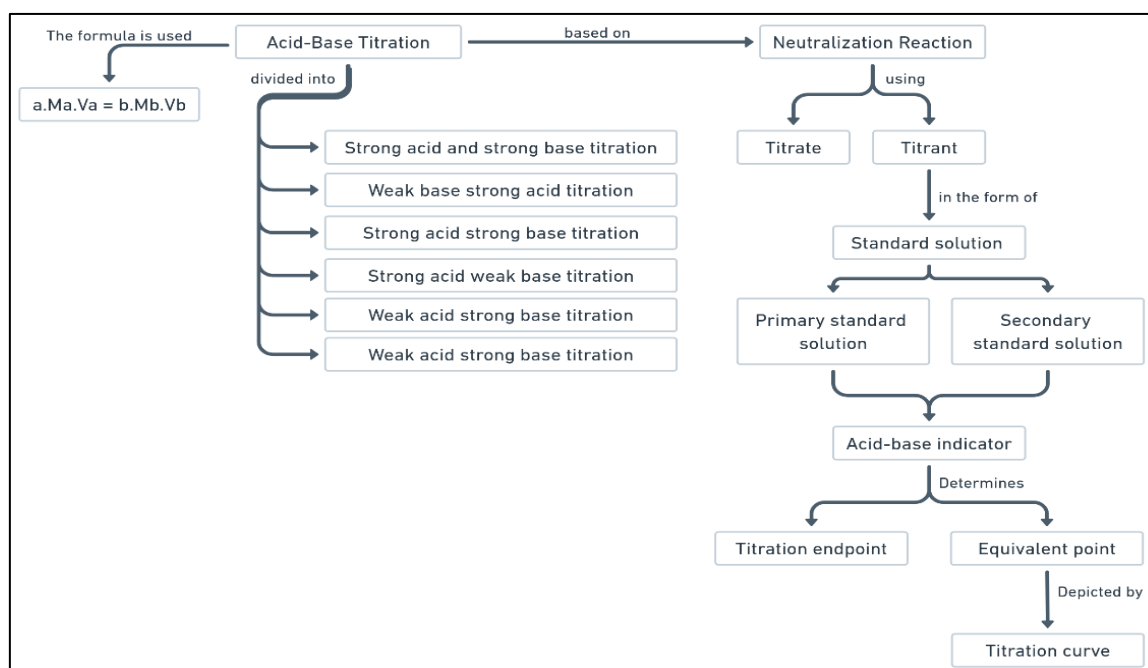 The formula is used
Acid-Base Titration
based on
Neutralization Reaction
divided into
using
a.Ma.Va = b.Mb.Vb
Strong acid and strong base titration
Weak base strong acid titration
Strong acid strong base titration
Strong acid weak base titration
Weak acid strong base titration
Weak acid strong base titration
Titrate
Titrant
in the form of
Standard solution
Primary standard
solution
Secondary
standard solution
Acid-base indicator
Determines
Titration endpoint
Equivalent point
Depicted by
Titration curve